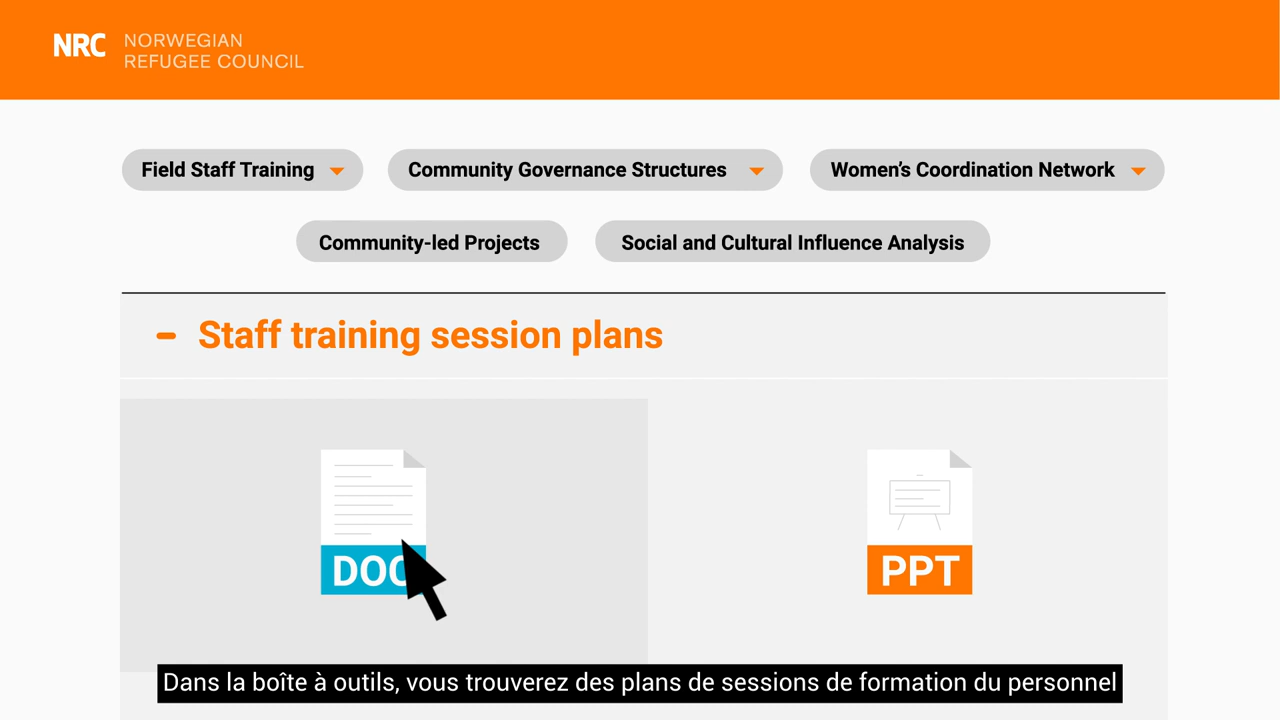 NRC
NORWEGIAN
REFUGEE COUNCIL
Field Staff Training
Community Governance Structures
Women's Coordination Network
Community-led Projects
Social and Cultural Influence Analysis
Staff training session plans
DOC
PPT
Dans la boîte à outils, vous trouverez des plans de sessions de formation du personnel